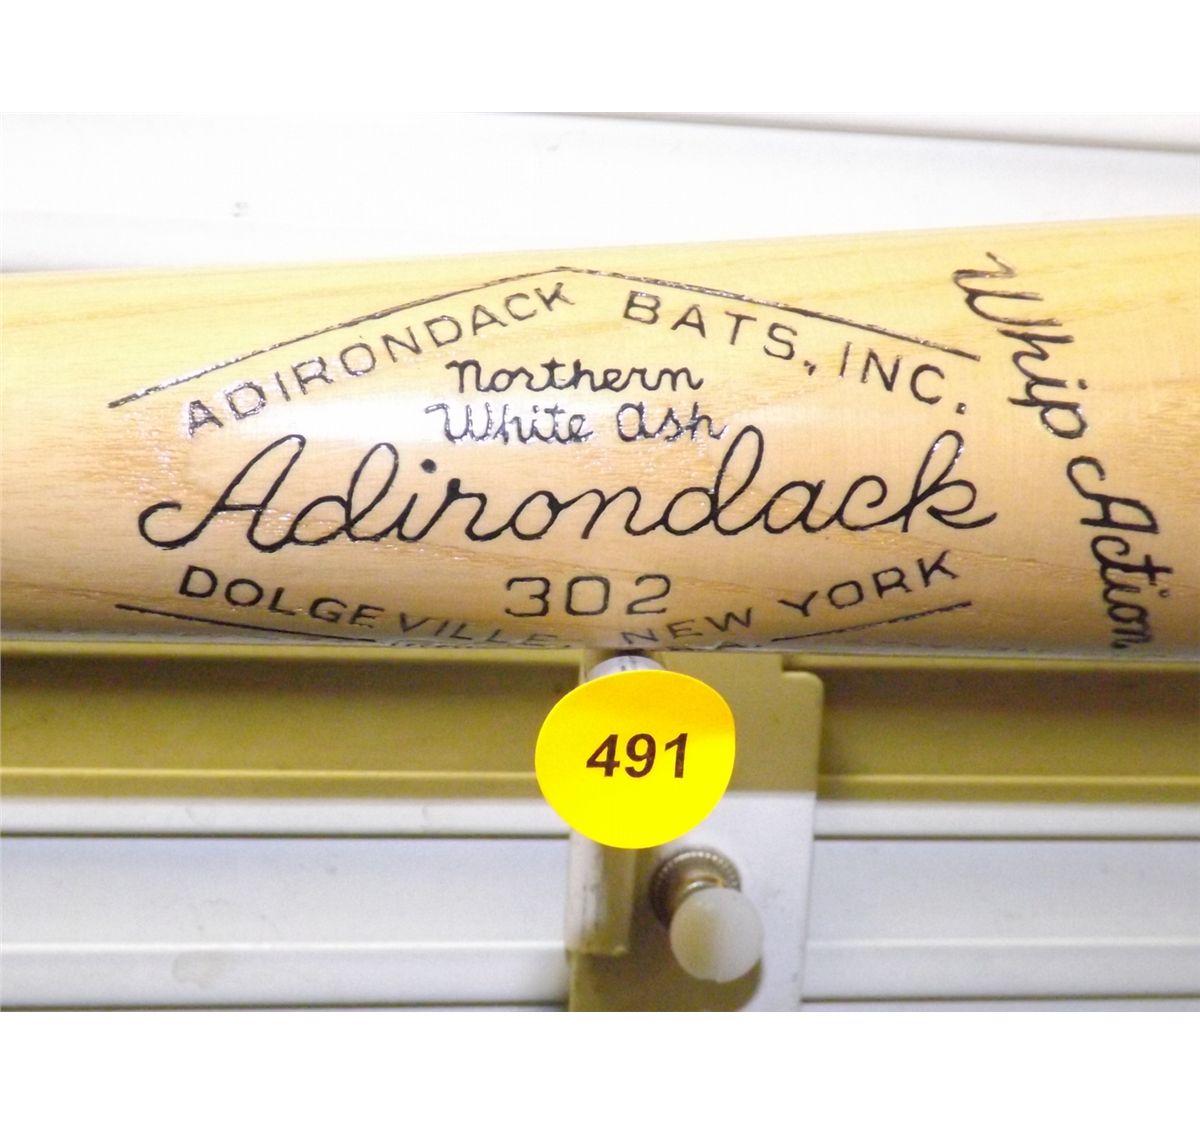 ADIRONDACK BATS, INC.
Northern
White Ash
Adirondack
302
DOLGEVILLE, NEW YORK
Whip Action
491